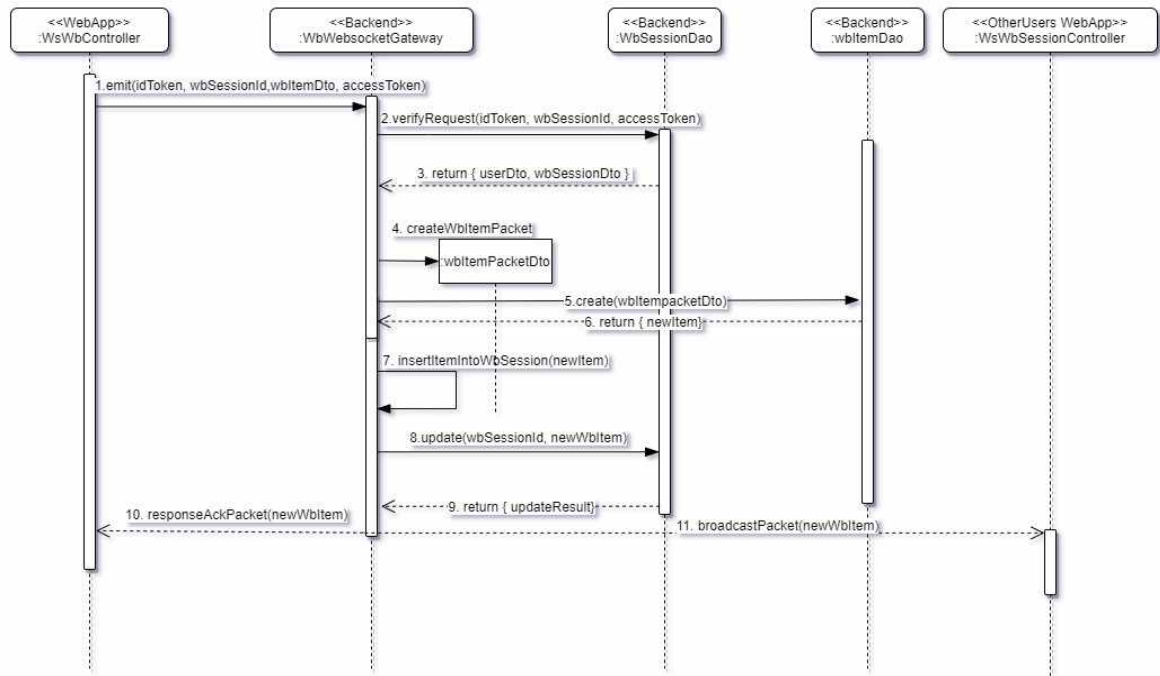 <<WebApp>>
:WsWbController
<<Backend>>
:WbWebsocketGateway
<<Backend>>
:WbSessionDao
<<Backend>>
:wbItemDao
<<OtherUsers WebApp>>
:WsWbSessionController
1.emit(idToken, wbSessionId,wbItemDto, accessToken)
2.verifyRequest(idToken, wbSessionId, accessToken)
3. return { userDto, wbSessionDto }
4. createWbItemPacket
:wbItemPacketDto
5.create(wbItempacketDto)
6. return { newItem}
7. insertItemIntoWbSession(newItem)
8.update(wbSessionId, newWbItem)
9. return { updateResult}
10. responseAckPacket(newWbItem)
11. broadcastPacket(newWbItem)